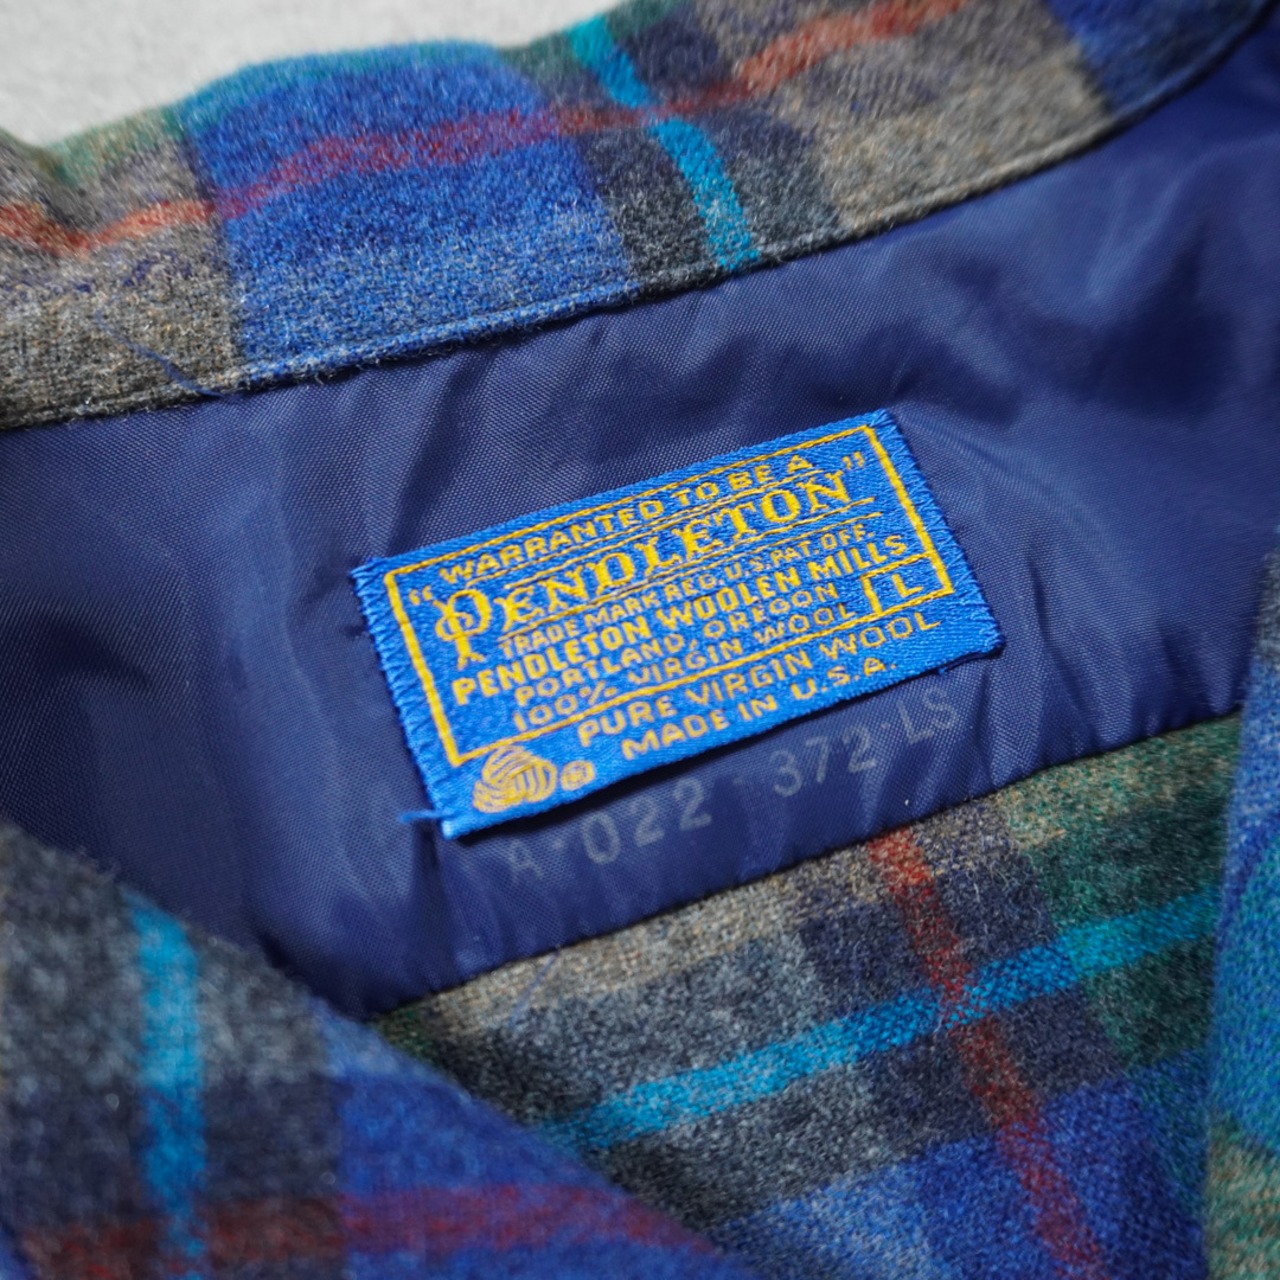 WARRANTED TO BE A
"PENDLETON"
TRADE MARK REG. U.S. PAT. OFF.
PENDLETON WOOLEN MILLS
PORTLAND, OREGON
100% VIRGIN WOOL
L
PURE VIRGIN WOOL
® MADE IN U.S.A.
A-022 372-LS